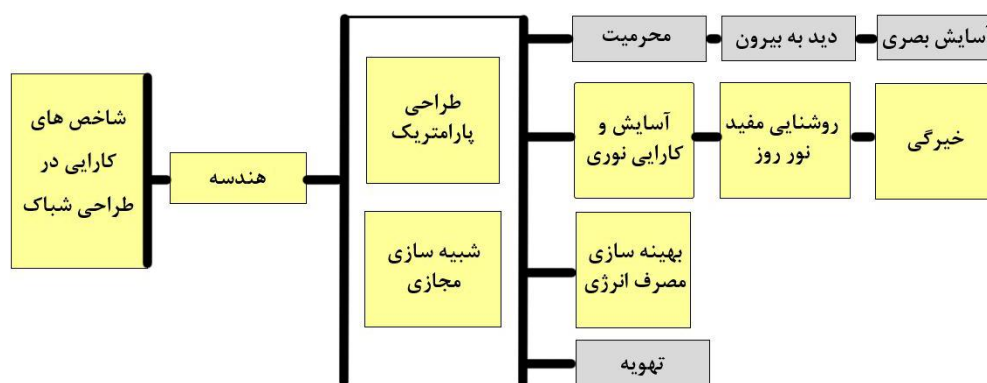 شاخص های
کارایی در
طراحی شباک
هندسه
طراحی
پارامتریک
شبیه سازی
مجازی
محرمیت
دید به بیرون
آسایش بصری
آسایش و
کارایی نوری
روشنایی مفید
نور روز
خیرگی
بهینه سازی
مصرف انرژی
تهویه